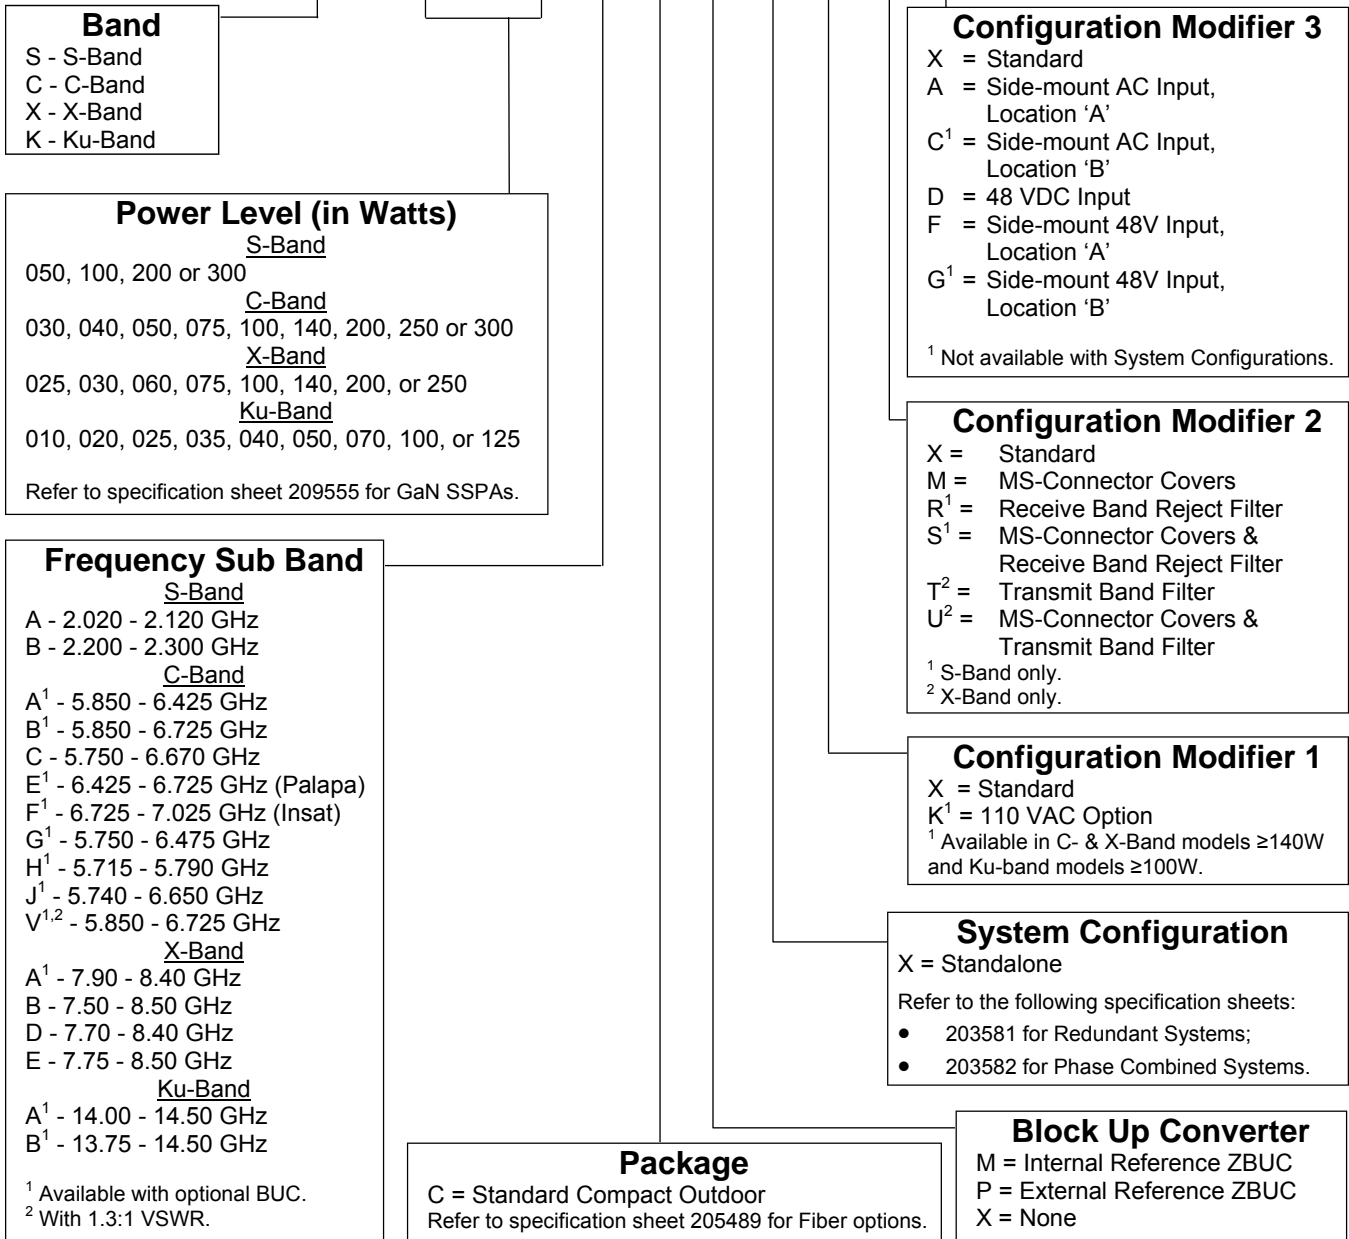 Band
S - S-Band
C - C-Band
X - X-Band
K - Ku-Band
Power Level (in Watts)
S-Band
050, 100, 200 or 300
C-Band
030, 040, 050, 075, 100, 140, 200, 250 or 300
X-Band
025, 030, 060, 075, 100, 140, 200, or 250
Ku-Band
010, 020, 025, 035, 040, 050, 070, 100, or 125
Refer to specification sheet 209555 for GaN SSPAs.
Frequency Sub Band
S-Band
A - 2.020 - 2.120 GHz
B - 2.200 - 2.300 GHz
C-Band
A¹ - 5.850 - 6.425 GHz
B¹ - 5.850 - 6.725 GHz
C - 5.750 - 6.670 GHz
E¹ - 6.425 - 6.725 GHz (Palapa)
F¹ - 6.725 - 7.025 GHz (Insat)
G¹ - 5.750 - 6.475 GHz
H¹ - 5.715 - 5.790 GHz
J¹ - 5.740 - 6.650 GHz
V¹,² - 5.850 - 6.725 GHz
X-Band
A¹ - 7.90 - 8.40 GHz
B - 7.50 - 8.50 GHz
D - 7.70 - 8.40 GHz
E - 7.75 - 8.50 GHz
Ku-Band
A¹ - 14.00 - 14.50 GHz
B¹ - 13.75 - 14.50 GHz
¹ Available with optional BUC.
² With 1.3:1 VSWR.
Package
C = Standard Compact Outdoor
Refer to specification sheet 205489 for Fiber options.
Configuration Modifier 3
X = Standard
A = Side-mount AC Input,
Location ‘A’
C¹ = Side-mount AC Input,
Location ‘B’
D = 48 VDC Input
F = Side-mount 48V Input,
Location ‘A’
G¹ = Side-mount 48V Input,
Location ‘B’
¹ Not available with System Configurations.
Configuration Modifier 2
X = Standard
M = MS-Connector Covers
R¹ = Receive Band Reject Filter
S¹ = MS-Connector Covers &
Receive Band Reject Filter
T² = Transmit Band Filter
U² = MS-Connector Covers &
Transmit Band Filter
¹ S-Band only.
² X-Band only.
Configuration Modifier 1
X = Standard
K¹ = 110 VAC Option
¹ Available in C- & X-Band models ≥140W
and Ku-band models ≥100W.
System Configuration
X = Standalone
Refer to the following specification sheets:
• 203581 for Redundant Systems;
• 203582 for Phase Combined Systems.
Block Up Converter
M = Internal Reference ZBUC
P = External Reference ZBUC
X = None